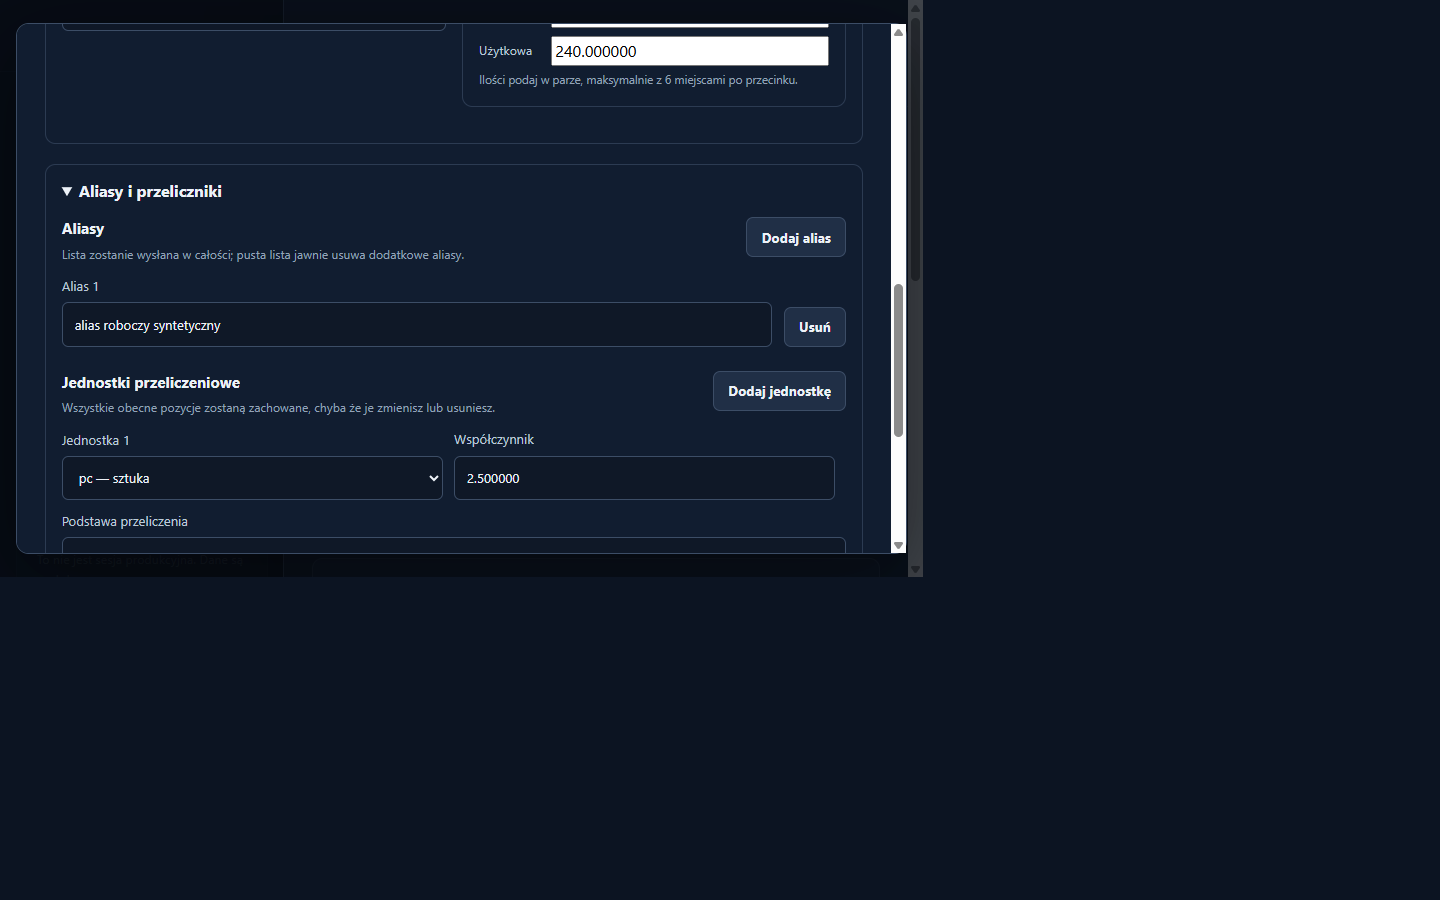 Użytkowa 240.000000
Ilości podaj w parze, maksymalnie z 6 miejscami po przecinku.
▼ Aliasy i przeliczniki
Aliasy
Dodaj alias
Lista zostanie wysłana w całości; pusta lista jawnie usuwa dodatkowe aliasy.
Alias 1
alias roboczy syntetyczny
Usuń
Jednostki przeliczeniowe
Dodaj jednostkę
Wszystkie obecne pozycje zostaną zachowane, chyba że je zmienisz lub usuniesz.
Jednostka 1
Współczynnik
pc — sztuka
2.500000
Podstawa przeliczenia